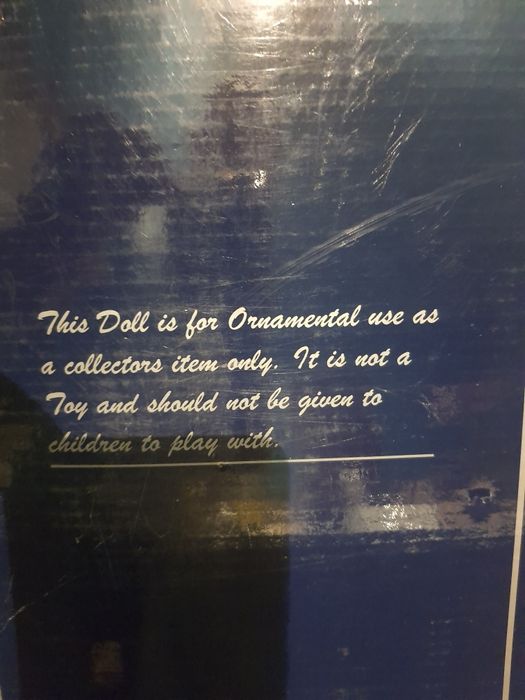 This Doll is for Ornamental use as
a collectors item only. It is not a
Toy and should not be given to
children to play with.